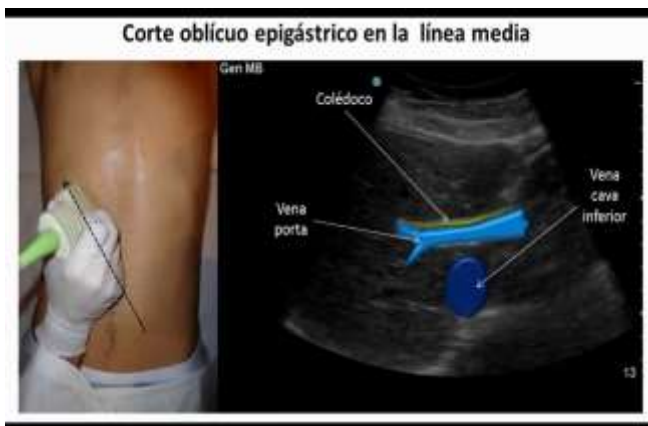 Corte oblícuo epigástrico en la línea media
Gen MB
Colédoco
Vena
porta
Vena
cava
inferior
13